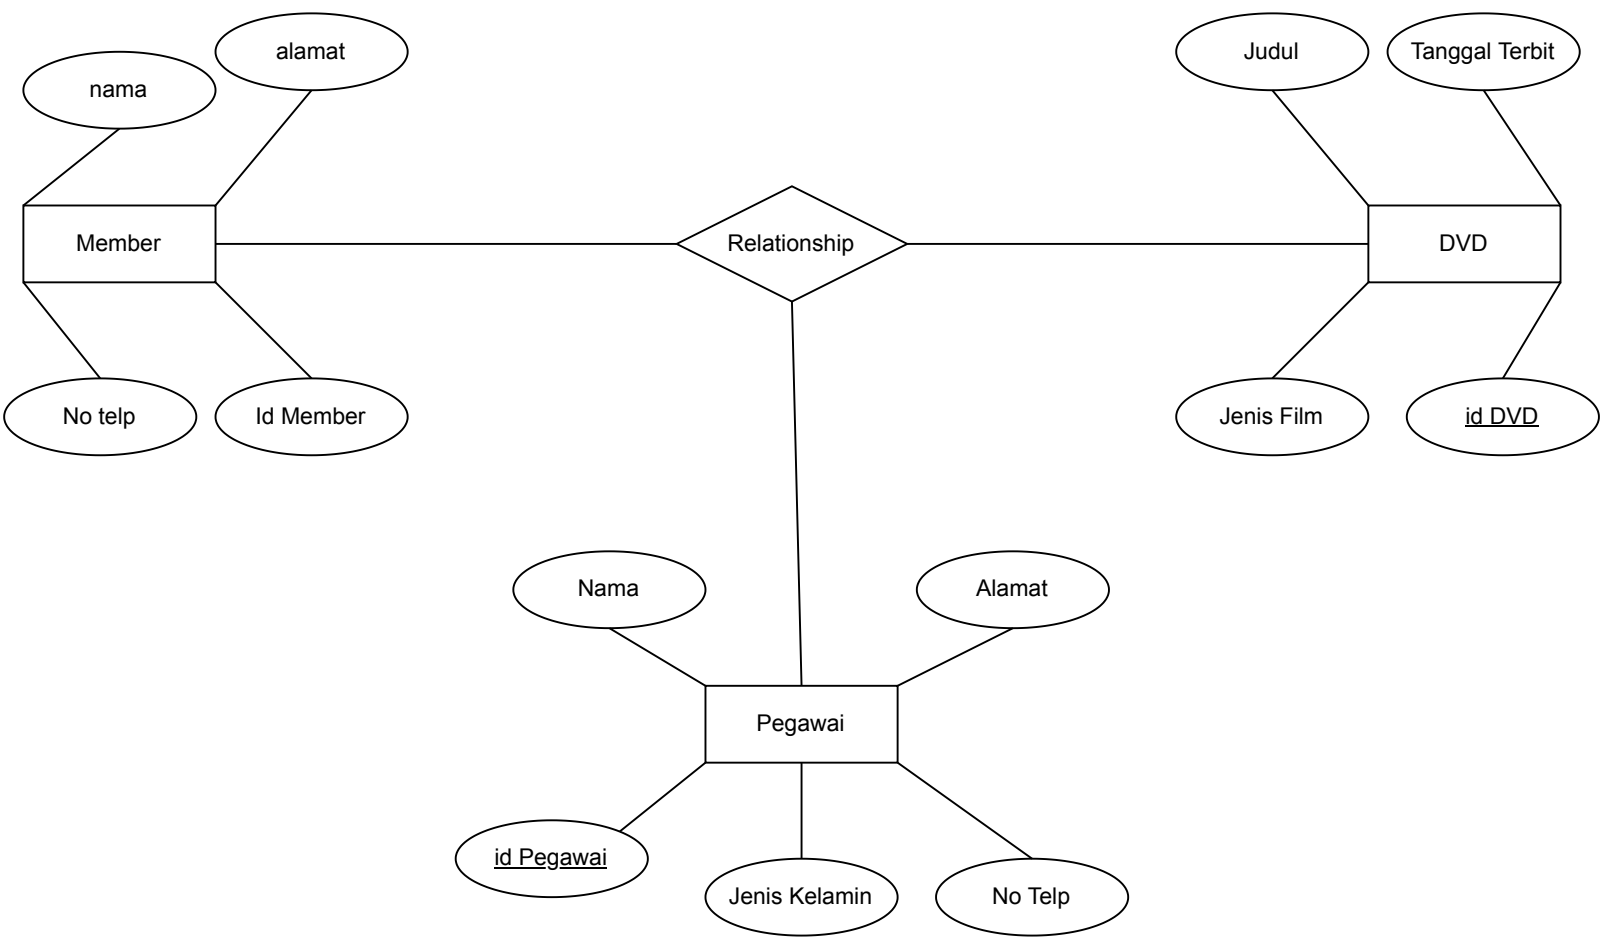 alamat
Judul
Tanggal Terbit
nama
Member
Relationship
DVD
No telp
Id Member
Jenis Film
id DVD
Nama
Alamat
Pegawai
id Pegawai
Jenis Kelamin
No Telp